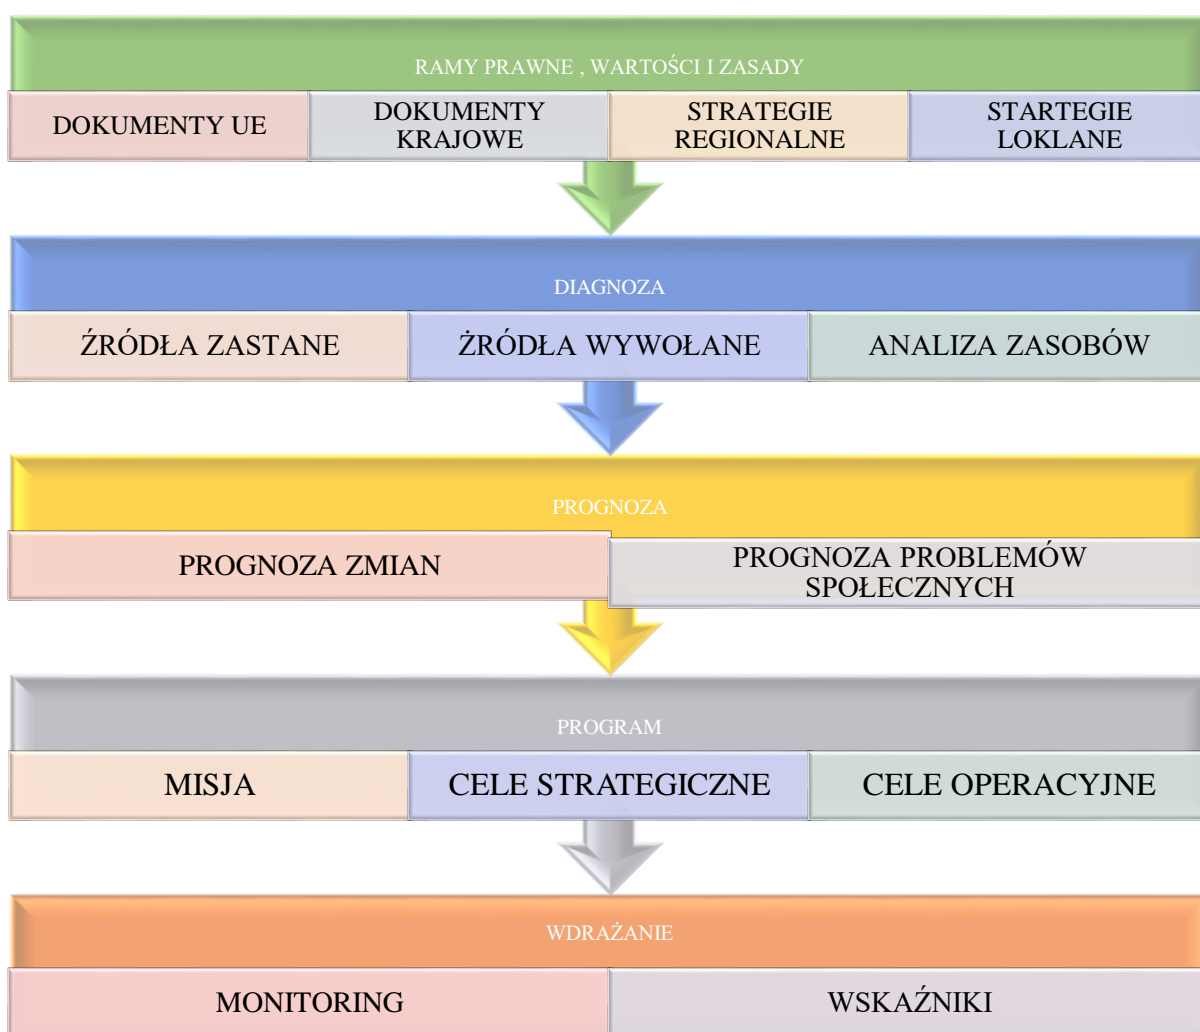 RAMY PRAWNE , WARTOŚCI I ZASADY
DOKUMENTY UE
DOKUMENTY
KRAJOWE
STRATEGIE
REGIONALNE
STARTEGIE
LOKLANE
DIAGNOZA
ŹRÓDŁA ZASTANE
ŻRÓDŁA WYWOŁANE
ANALIZA ZASOBÓW
PROGNOZA
PROGNOZA ZMIAN
PROGNOZA PROBLEMÓW
SPOŁECZNYCH
PROGRAM
MISJA
CELE STRATEGICZNE
CELE OPERACYJNE
WDRAŻANIE
MONITORING
WSKAŹNIKI